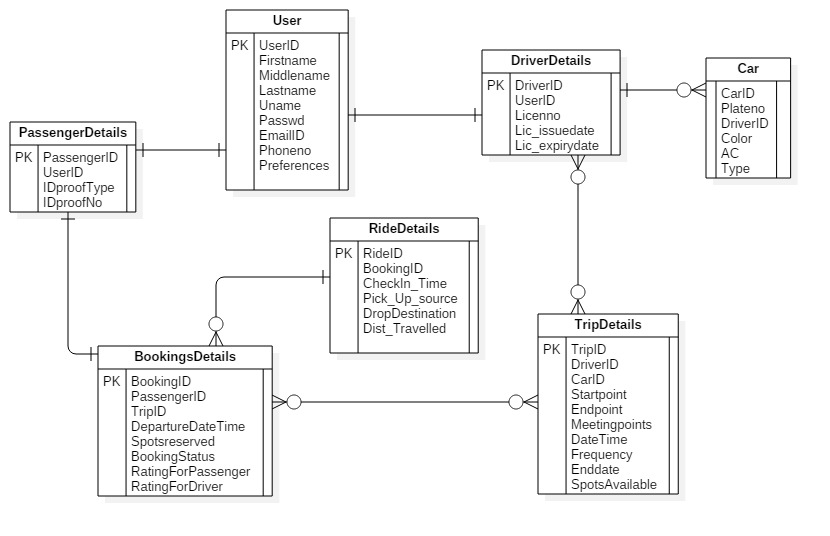 User
PK UserID
Firstname
Middlename
Lastname
Uname
Passwd
EmailID
Phoneno
Preferences
DriverDetails
PK DriverID
UserID
Licenno
Lic_issuedate
Lic_expirydate
Car
CarID
Plateno
DriverID
Color
AC
Type
PassengerDetails
PK PassengerID
UserID
IDproofType
IDproofNo
RideDetails
PK RideID
BookingID
CheckIn_Time
Pick_Up_source
DropDestination
Dist_Travelled
BookingsDetails
PK BookingID
PassengerID
TripID
DepartureDateTime
Spotsreserved
BookingStatus
RatingForPassenger
RatingForDriver
TripDetails
PK TripID
DriverID
CarID
Startpoint
Endpoint
Meetingpoints
DateTime
Frequency
Enddate
SpotsAvailable